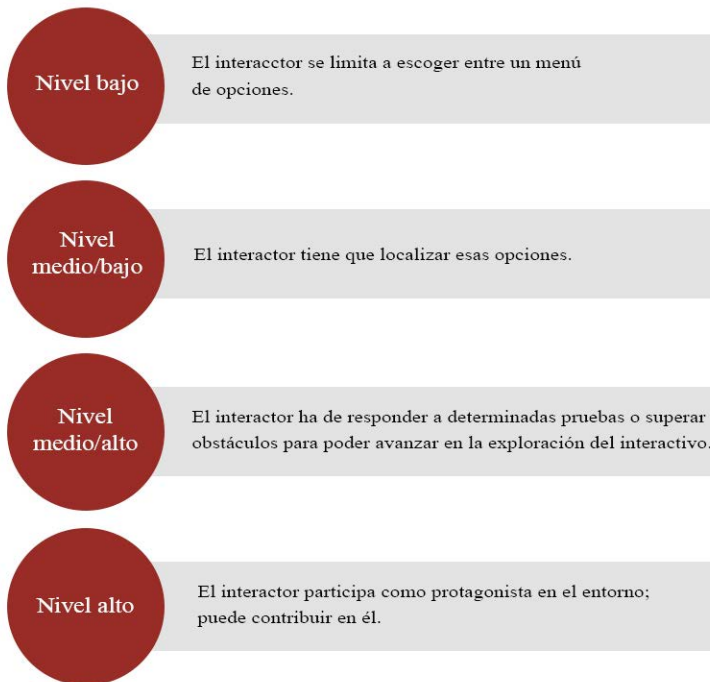 Nivel bajo
El interacctor se limita a escoger entre un menú
de opciones.
Nivel
medio/bajo
El interactor tiene que localizar esas opciones.
Nivel
medio/alto
El interactor ha de responder a determinadas pruebas o superar
obstáculos para poder avanzar en la exploración del interactivo.
Nivel alto
El interactor participa como protagonista en el entorno;
puede contribuir en él.